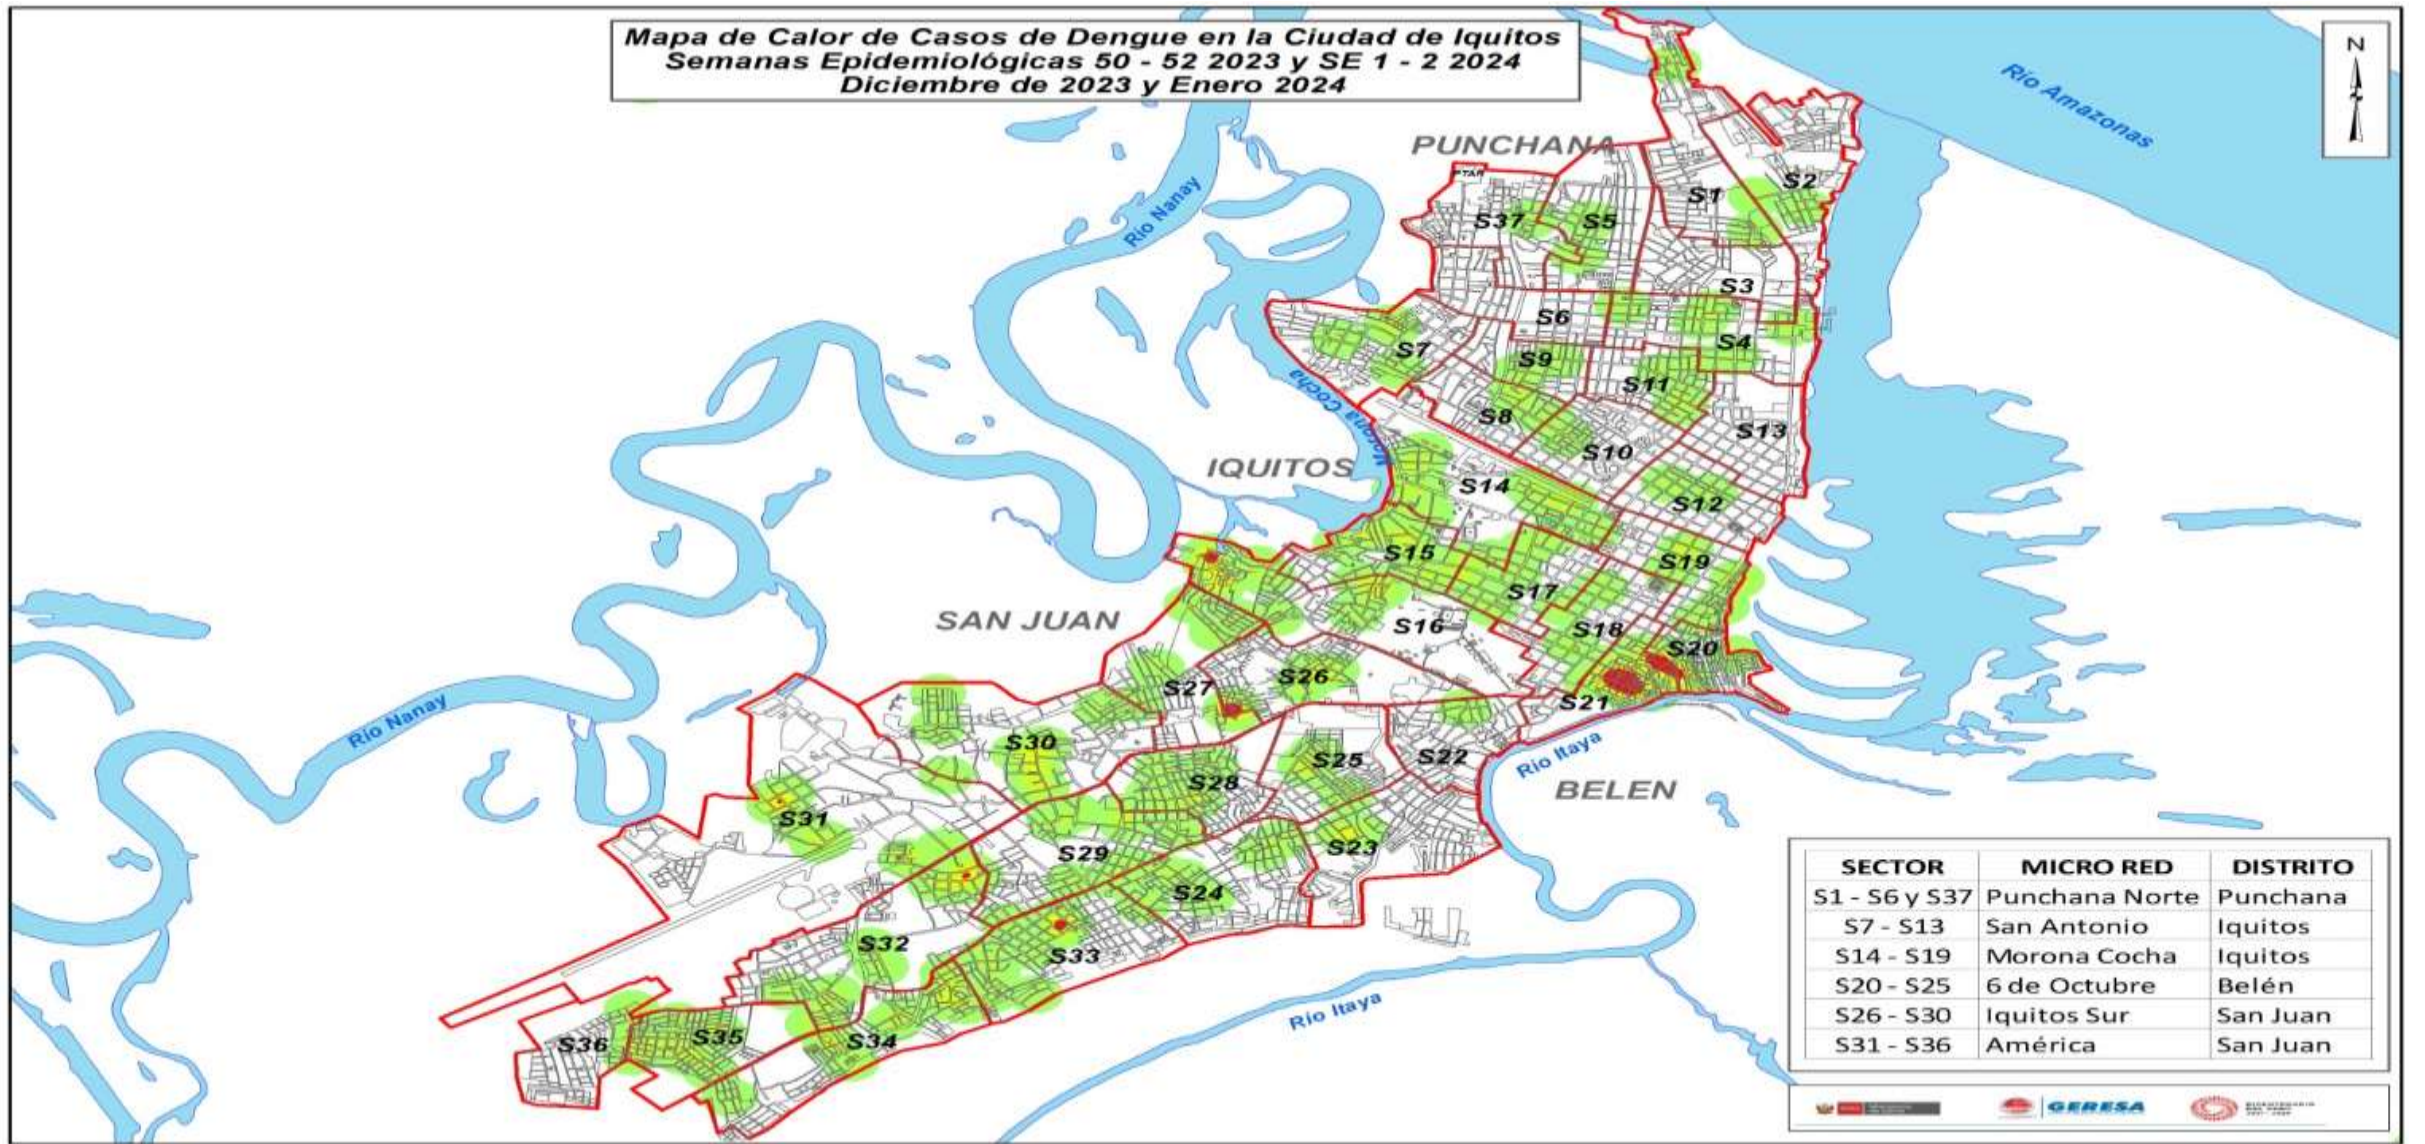 Mapa de Calor de Casos de Dengue en la Ciudad de Iquitos
Semanas Epidemiológicas 50 - 52 2023 y SE 1 - 2 2024
Diciembre de 2023 y Enero 2024
N
Río Amazonas
PUNCHANA
PTAR
Río Nanay
S1
S2
S37
S5
S3
S6
S4
S7
S9
S11
Morona Cocha
S8
S13
S10
IQUITOS
S14
S12
S15
S19
S17
SAN JUAN
S16
S18
S20
S26
S27
S21
Río Nanay
S30
S25
S22
Río Itaya
S28
BELEN
S31
S29
S23
S24
S32
S33
Río Itaya
S35
S34
S36
SECTOR MICRO RED DISTRITO
S1 - S6 y S37 Punchana Norte Punchana
S7 - S13 San Antonio Iquitos
S14 - S19 Morona Cocha Iquitos
S20 - S25 6 de Octubre Belén
S26 - S30 Iquitos Sur San Juan
S31 - S36 América San Juan
GERESA